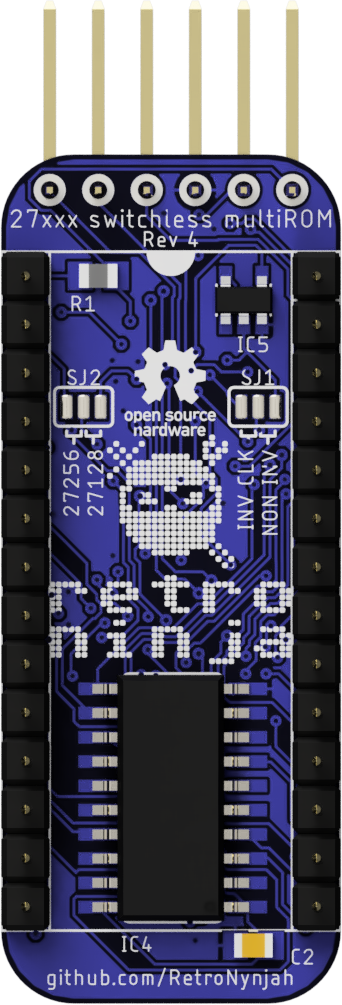 27xxx switchless multiROM
Rev 4
R1
IC5
SJ2
SJ1
open source
hardware
27256
27128
INV CLK
NON INV
retro
ninja
IC4
C2
github.com/RetroNynjah